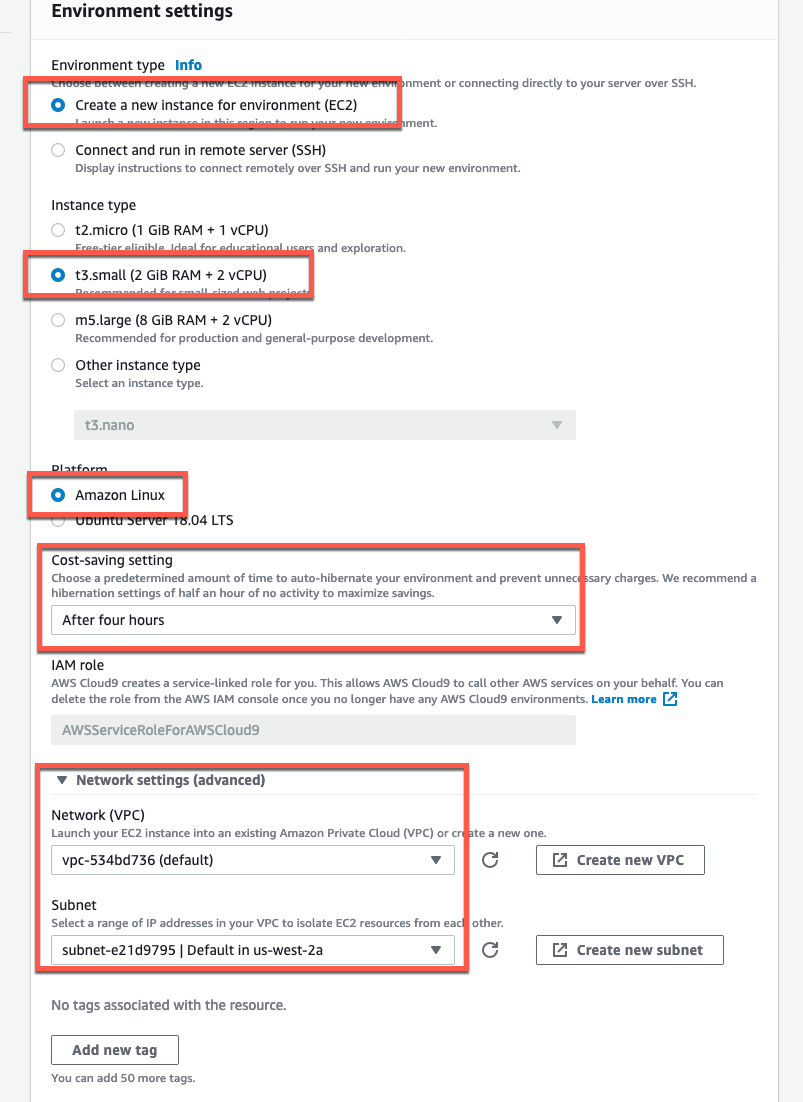 Environment settings
Environment type Info
Choose between creating a new EC2 instance for your new environment or connecting directly to your server over SSH.
Create a new instance for environment (EC2)
Launch a new instance in this region to run your new environment.
Connect and run in remote server (SSH)
Display instructions to connect remotely over SSH and run your new environment.
Instance type
t2.micro (1 GiB RAM + 1 vCPU)
Free-tier eligible. Ideal for educational users and exploration.
t3.small (2 GiB RAM + 2 vCPU)
Recommended for small-sized web projects
m5.large (8 GiB RAM + 2 vCPU)
Recommended for production and general-purpose development.
Other instance type
Select an instance type.
t3.nano
Platform
Amazon Linux
Ubuntu Server 18.04 LTS
Cost-saving setting
Choose a predetermined amount of time to auto-hibernate your environment and prevent unnecessary charges. We recommend a
hibernation settings of half an hour of no activity to maximize savings.
After four hours
IAM role
AWS Cloud9 creates a service-linked role for you. This allows AWS Cloud9 to call other AWS services on your behalf. You can
delete the role from the AWS IAM console once you no longer have any AWS Cloud9 environments. Learn more
AWSServiceRoleForAWSCloud9
Network settings (advanced)
Network (VPC)
Launch your EC2 instance into an existing Amazon Private Cloud (VPC) or create a new one.
vpc-534bd736 (default)
Create new VPC
Subnet
Select a range of IP addresses in your VPC to isolate EC2 resources from each other.
subnet-e21d9795 | Default in us-west-2a
Create new subnet
No tags associated with the resource.
Add new tag
You can add 50 more tags.